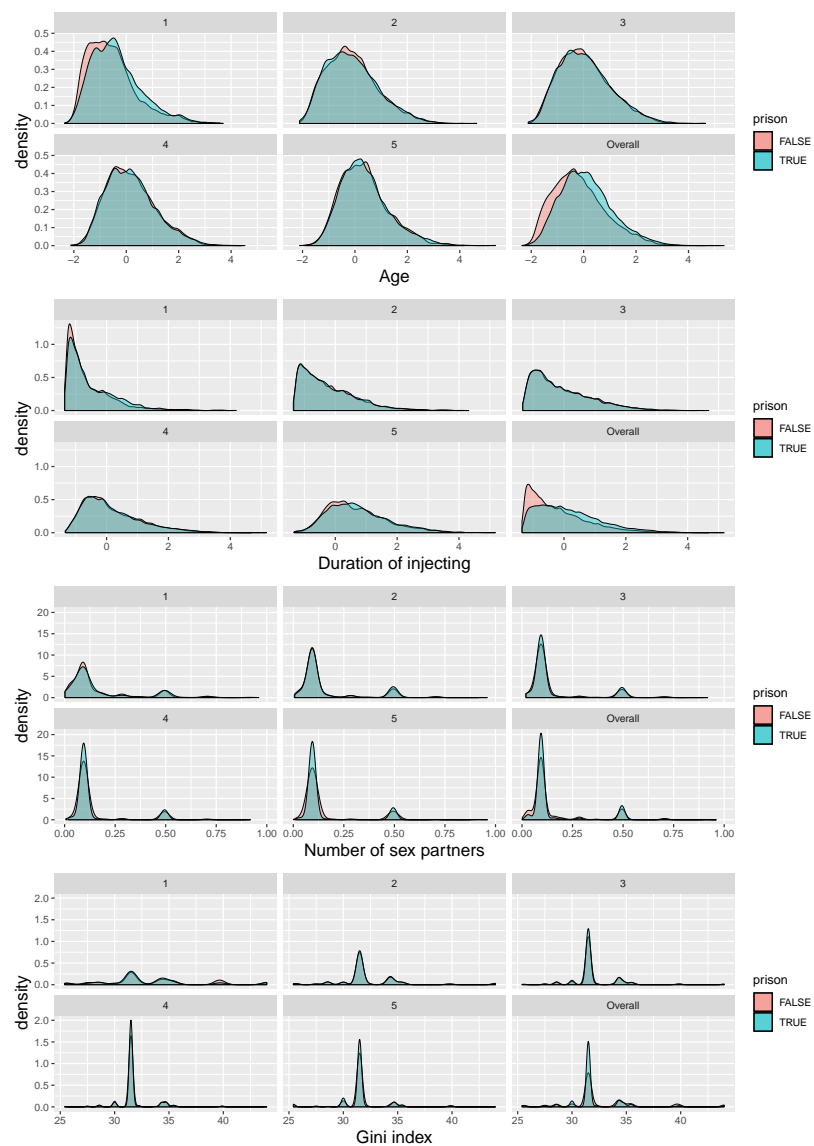 1 2 3
0.5
0.4
0.3
0.2
0.1
0.0
4 5 Overall
0.5
0.4
0.3
0.2
0.1
0.0
−2 0 2 4 −2 0 2 4 −2 0 2 4
Age
density
prison
FALSE
TRUE
1 2 3
1.0
0.5
0.0
4 5 Overall
1.0
0.5
0.0
0 2 4 0 2 4 0 2 4
Duration of injecting
density
prison
FALSE
TRUE
1 2 3
20
15
10
5
0
4 5 Overall
20
15
10
5
0
0.00 0.25 0.50 0.75 1.00 0.00 0.25 0.50 0.75 1.00 0.00 0.25 0.50 0.75 1.00
Number of sex partners
density
prison
FALSE
TRUE
1 2 3
2.0
1.5
1.0
0.5
0.0
4 5 Overall
2.0
1.5
1.0
0.5
0.0
25 30 35 40 25 30 35 40 25 30 35 40
Gini index
density
prison
FALSE
TRUE